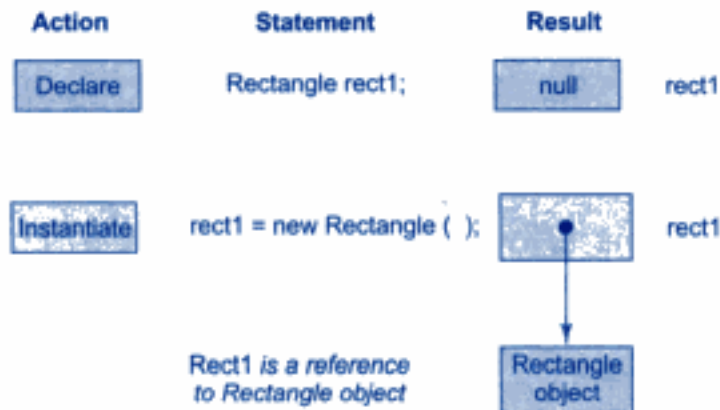 Action Statement Result
Declare Rectangle rect1; null rect1
Instantiate rect1 = new Rectangle ( ); rect1
Rect1 is a reference Rectangle
to Rectangle object object